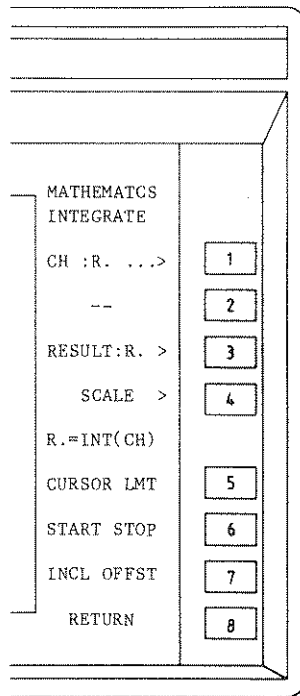 MATHEMATCS
INTEGRATE
CH :R. ...> 1
-- 2
RESULT:R. > 3
SCALE > 4
R.=INT(CH)
CURSOR LMT 5
START STOP 6
INCL OFFST 7
RETURN 8